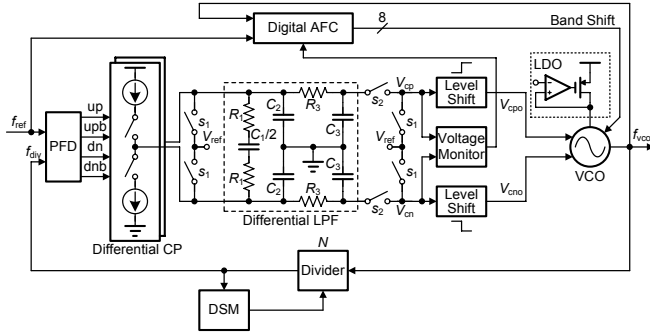 Digital AFC
8
Band Shift
LDO
f_ref
f_div
PFD
up
upb
dn
dnb
Differential CP
s_1
V_ref
s_1
R_1
C_1/2
R_1
C_2
C_2
R_3
R_3
C_3
C_3
Differential LPF
s_2
s_2
V_cp
V_cn
s_1
V_ref
s_1
Level
Shift
Voltage
Monitor
Level
Shift
V_cpo
V_cno
VCO
f_vco
N
Divider
DSM